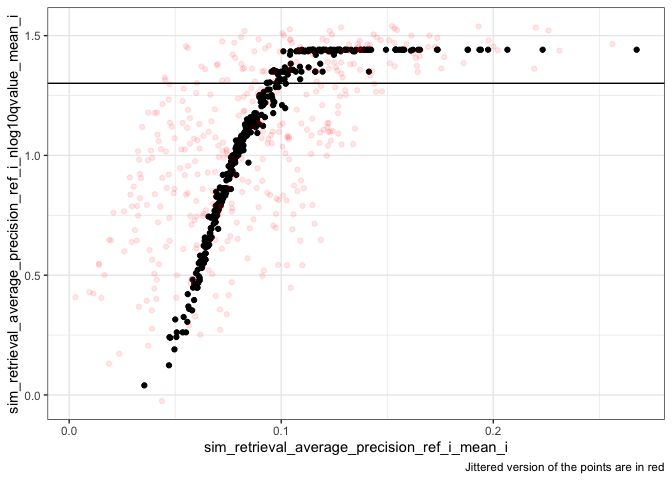 sim_retrieval_average_precision_ref_i_nlog10qvalue_mean_i
1.5
1.0
0.5
0.0
0.0
0.1
0.2
sim_retrieval_average_precision_ref_i_mean_i
Jittered version of the points are in red